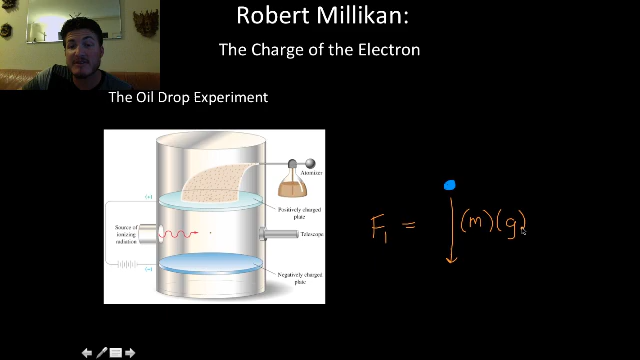 Robert Millikan:
The Charge of the Electron
The Oil Drop Experiment
Atomizer
(+)
Positively charged
plate
Source of
ionizing
radiation
Telescope
(−)
Negatively charged
plate
F₁ = (m)(g)